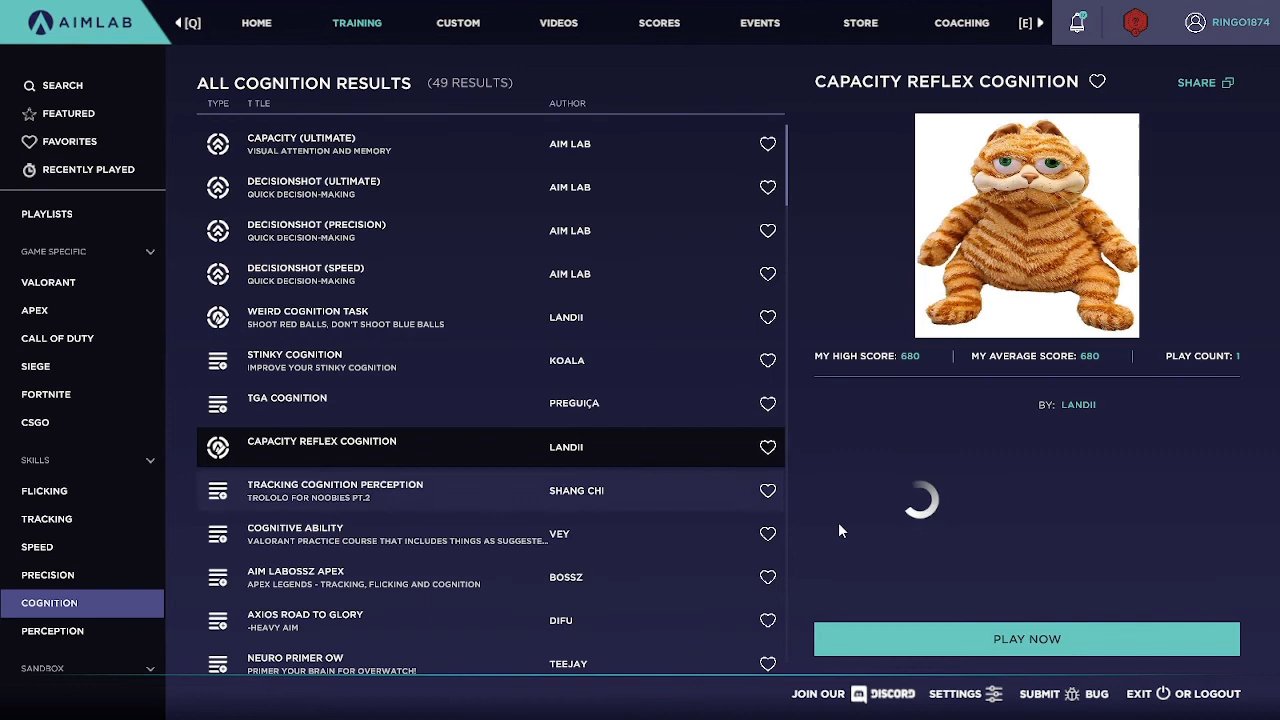 AIMLAB
[Q]
HOME
TRAINING
CUSTOM
VIDEOS
SCORES
EVENTS
STORE
COACHING
[E]
RINGO1874
SEARCH
FEATURED
FAVORITES
RECENTLY PLAYED
PLAYLISTS
GAME SPECIFIC
VALORANT
APEX
CALL OF DUTY
SIEGE
FORTNITE
CSGO
SKILLS
FLICKING
TRACKING
SPEED
PRECISION
COGNITION
PERCEPTION
SANDBOX
ALL COGNITION RESULTS (49 RESULTS)
TYPE TITLE AUTHOR
CAPACITY (ULTIMATE)
VISUAL ATTENTION AND MEMORY
AIM LAB
DECISIONSHOT (ULTIMATE)
QUICK DECISION-MAKING
AIM LAB
DECISIONSHOT (PRECISION)
QUICK DECISION-MAKING
AIM LAB
DECISIONSHOT (SPEED)
QUICK DECISION-MAKING
AIM LAB
WEIRD COGNITION TASK
SHOOT RED BALLS, DON'T SHOOT BLUE BALLS
LANDII
STINKY COGNITION
IMPROVE YOUR STINKY COGNITION
KOALA
TGA COGNITION
PREGUIÇA
CAPACITY REFLEX COGNITION
LANDII
TRACKING COGNITION PERCEPTION
TROLOLO FOR NOOBIES PT.2
SHANG CHI
COGNITIVE ABILITY
VALORANT PRACTICE COURSE THAT INCLUDES THINGS AS SUGGESTE...
VEY
AIM LABOSSZ APEX
APEX LEGENDS - TRACKING, FLICKING AND COGNITION
BOSSZ
AXIOS ROAD TO GLORY
-HEAVY AIM
DIFU
NEURO PRIMER OW
PRIMER YOUR BRAIN FOR OVERWATCH!
TEEJAY
CAPACITY REFLEX COGNITION
SHARE
MY HIGH SCORE: 680
MY AVERAGE SCORE: 680
PLAY COUNT: 1
BY: LANDII
PLAY NOW
JOIN OUR DISCORD
SETTINGS
SUBMIT BUG
EXIT OR LOGOUT